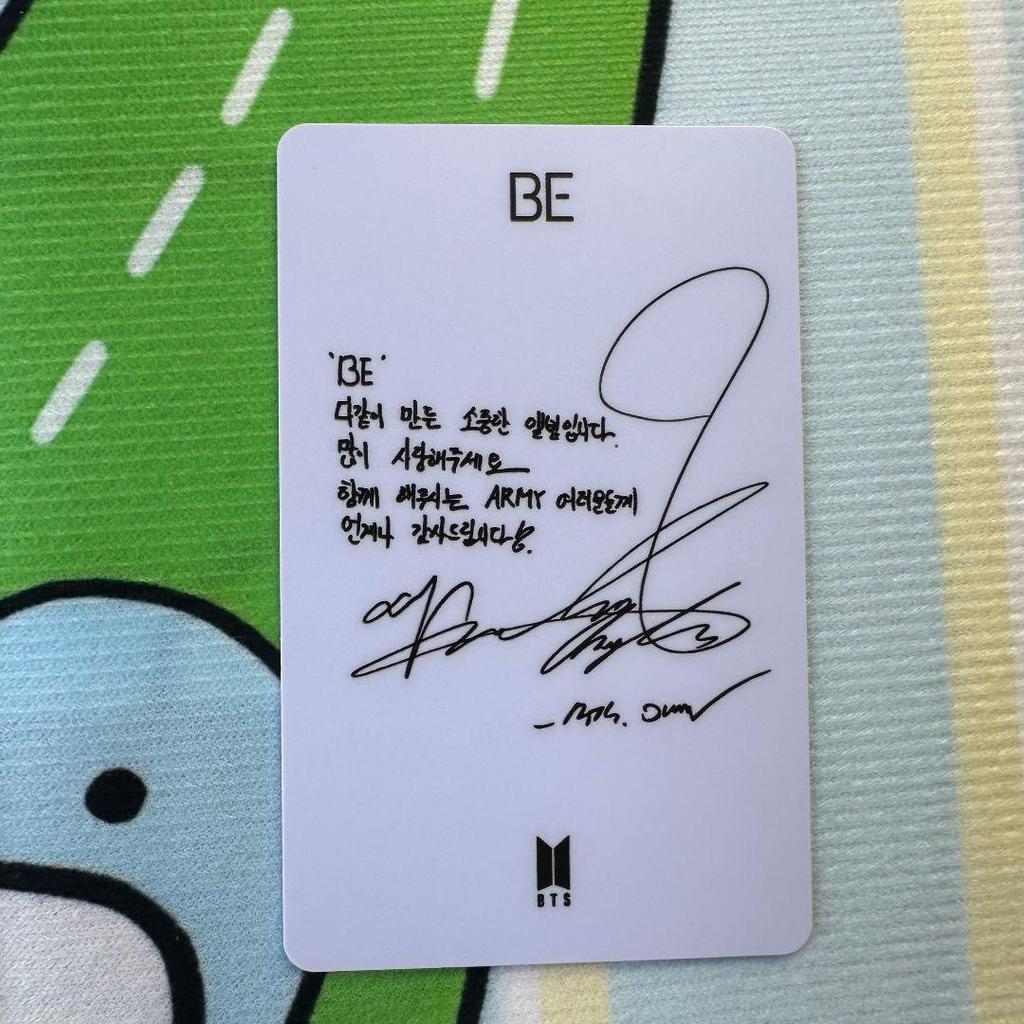 BE
'BE'
다같이 만든 소중한 앨범입니다.
많이 사랑해주세요
함께 해주시는 ARMY 여러분들께
언제나 감사드립니다
BTS